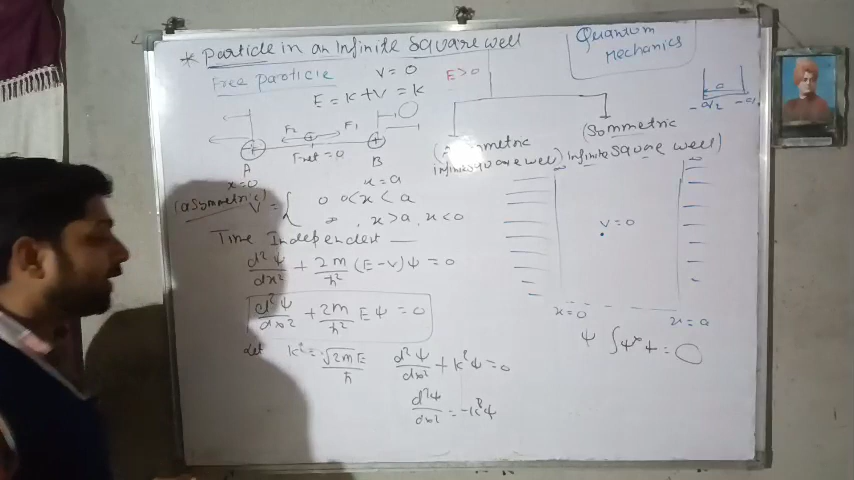 * Particle in an Infinite Square well
Quantum
Mechanics
Free particle V = 0 E>0
E = K+V = K
F2 F1
Fnet = 0
A B
x=0 x=a
-a/2
(Symmetric
infinite square well)
infinite square well)
(asymmetric)
V = { 0 0<x<a
∞, x>a, x<0
∞ ∞
V=0
x=0 x=a
Time Independent —
d²ψ/dx² + 2m/ħ² (E-V)ψ = 0
d²ψ/dx² + 2m/ħ² Eψ = 0
Let k² = √2mE/ħ d²ψ/dx² + k²ψ = 0
d²ψ/dx² = -k²ψ
ψ ∫ψ*ψ =